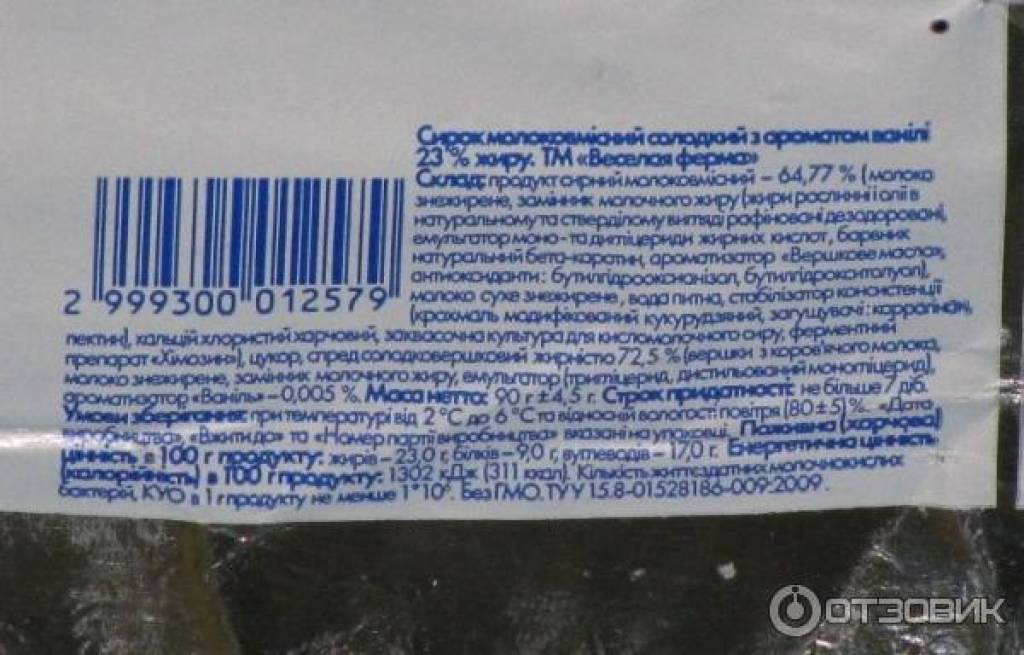 Сирок молоковмісний солодкий з ароматом ванілі
23 % жиру. ТМ «Веселая ферма»
Склад: продукт сирний молоковмісний – 64,77 % (молоко
знежирене, замінник молочного жиру (жири рослинні і олії в
натуральному та стверділому вигляді рафіновані дезодоровані,
емульгатор моно - та дигліцериди жирних кислот, барвник
натуральний бета-каротин, ароматизатор «Вершкове масло»,
антиоксиданти: бутилгідрооканізол, бутилгідрокситолуол),
молоко сухе знежирене, вода питна, стабілізатор консистенції
(крохмаль модифікований кукурудзяний, загущувачі: каррагінан,
пектин), кальцій хлористий харчовий, заквасочна культура для кисломолочного сиру, ферментний
препарат «Хімозин»), цукор, спред солодковершковий жирністю 72,5 % (вершки з коров'ячого молока,
молоко знежирене, замінник молочного жиру, емульгатор (тригліцерид, дистильований моногліцерид),
ароматизатор «Ваніль» – 0,005 %. Маса нетто: 90 г ± 4,5 г. Строк придатності: не більше 7 діб.
Умови зберігання: при температурі від 2 °С до 6 °С та відносній вологості повітря (80±5)%. «Дата
виробництва», «Вжити до» та «Номер партії виробництва» вказані на упаковці. Поживна (харчова)
цінність в 100 г продукту: жирів – 23,0 г, білків – 9,0 г, вуглеводів – 17,0 г. Енергетична цінність
(калорійність) в 100 г продукту: 1302 кДж (311 ккал). Кількість життєздатних молочнокислих
бактерій, КУО в 1 г продукту не менше 1*10⁶. Без ГМО. ТУ У 15.8-01528186-009:2009.
2 999300 012579
ОТЗОВИК